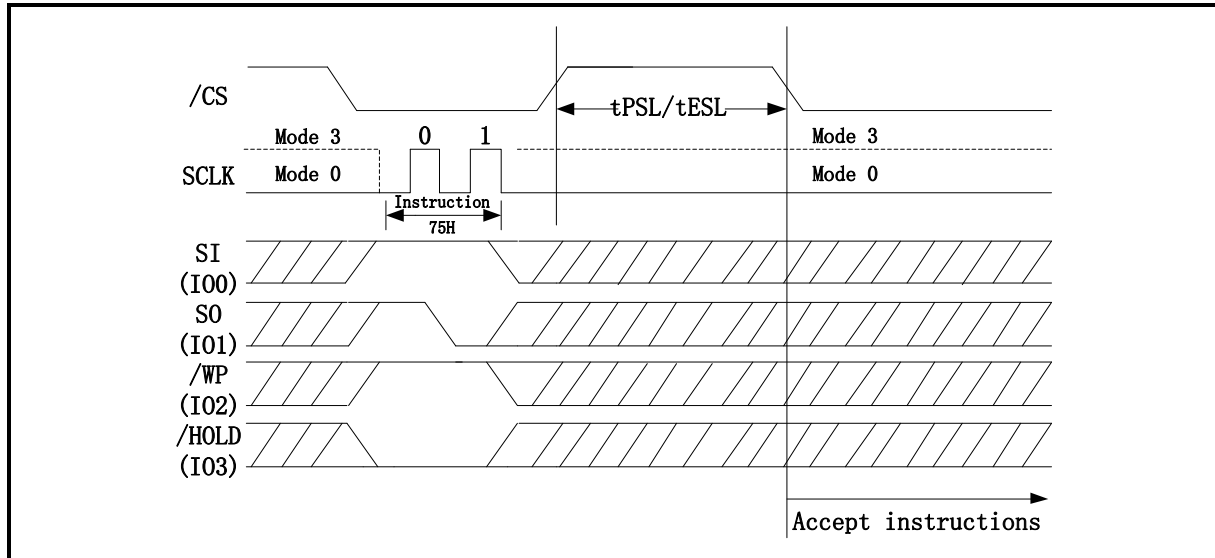 /CS
tPSL/tESL
Mode 3
0
1
Mode 3
SCLK
Mode 0
Mode 0
Instruction
75H
SI
(IO0)
SO
(IO1)
/WP
(IO2)
/HOLD
(IO3)
Accept instructions